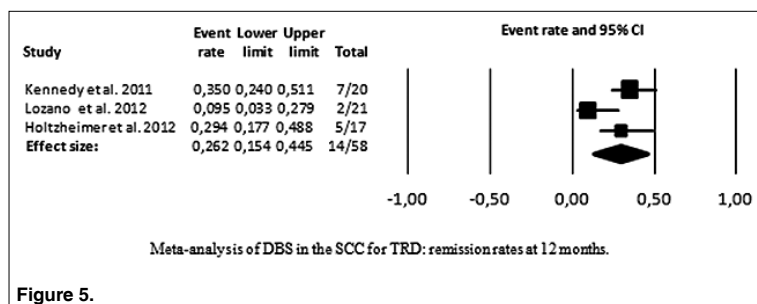 Event Lower Upper
Study rate limit limit Total
Event rate and 95% CI
Kennedy et al. 2011 0,350 0,240 0,511 7/20
Lozano et al. 2012 0,095 0,033 0,279 2/21
Holtzheimer et al. 2012 0,294 0,177 0,488 5/17
Effect size: 0,262 0,154 0,445 14/58
-1,00 -0,50 0,00 0,50 1,00
Meta-analysis of DBS in the SCC for TRD: remission rates at 12 months.
Figure 5.